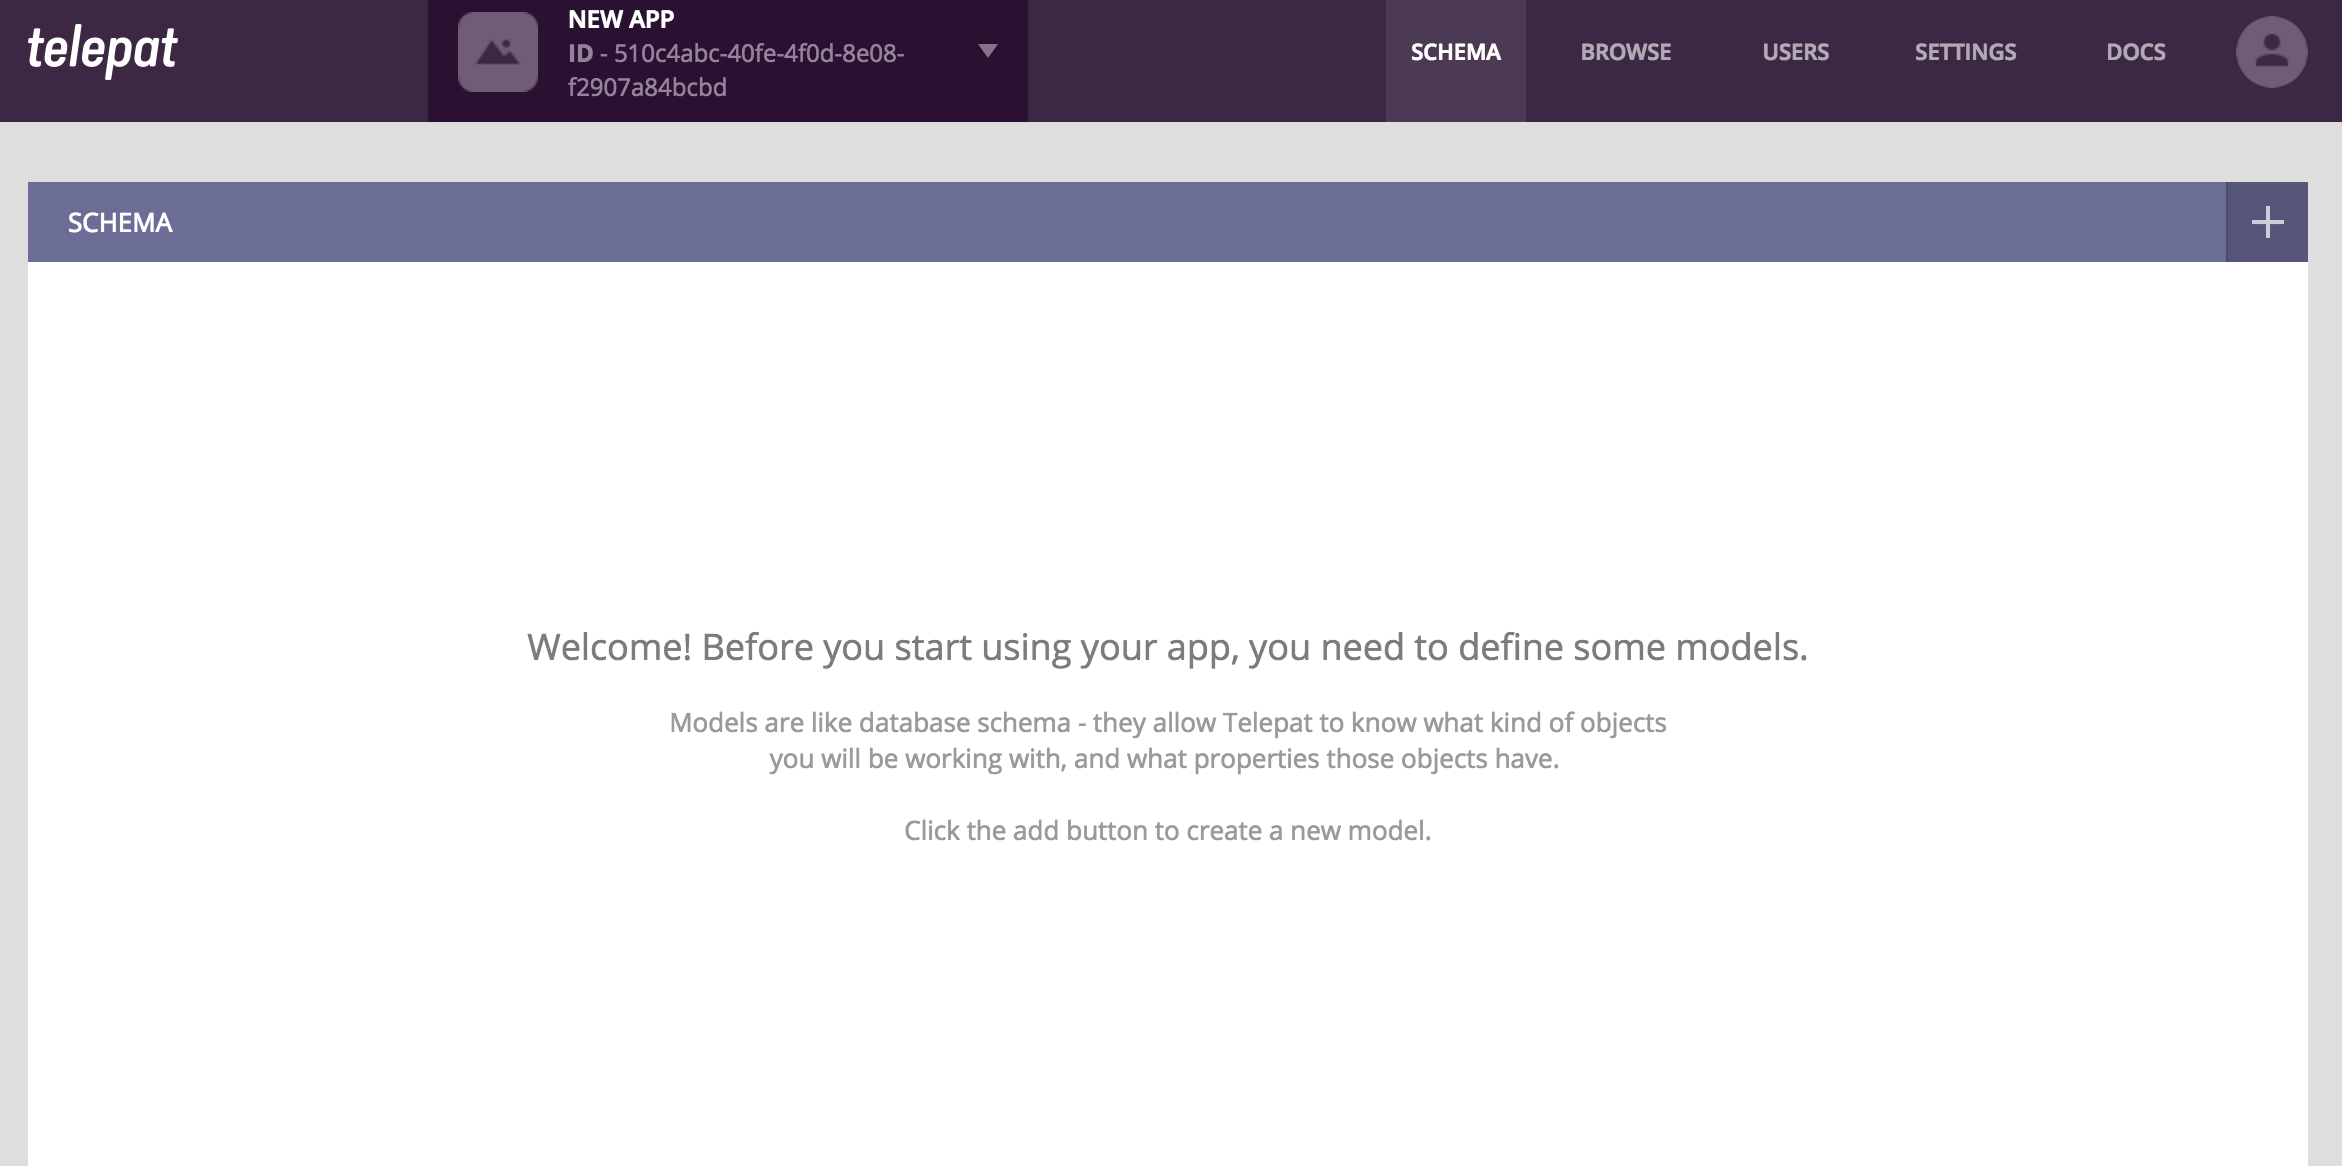 telepat
NEW APP
ID - 510c4abc-40fe-4f0d-8e08-
f2907a84bcbd
SCHEMA
BROWSE
USERS
SETTINGS
DOCS
SCHEMA
Welcome! Before you start using your app, you need to define some models.
Models are like database schema - they allow Telepat to know what kind of objects
you will be working with, and what properties those objects have.
Click the add button to create a new model.